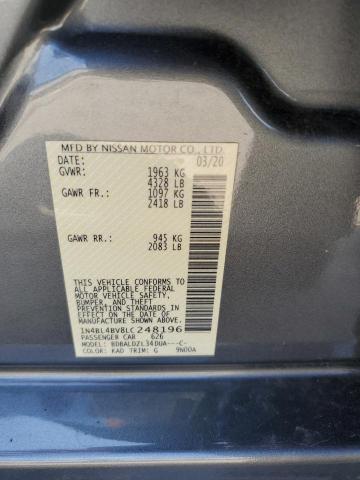 MFD BY NISSAN MOTOR CO., LTD.
DATE: 03/20
GVWR: 1963 KG
4328 LB
GAWR FR.: 1097 KG
2418 LB
GAWR RR.: 945 KG
2083 LB
THIS VEHICLE CONFORMS
TO ALL APPLICABLE FEDERAL
MOTOR VEHICLE SAFETY,
BUMPER, AND THEFT
PREVENTION STANDARDS IN
EFFECT ON THE DATE OF
MANUFACTURE SHOWN ABOVE.
1N4BL4BV8LC248196
PASSENGER CAR 626
MODEL: BDBALDZL34DUA---C-
COLOR: KAD TRIM: G 9N00A